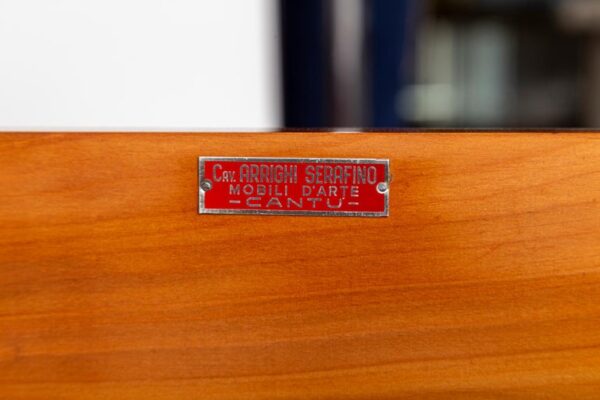 Cav. ARRIGHI SERAFINO
MOBILI D'ARTE
-CANTU'-